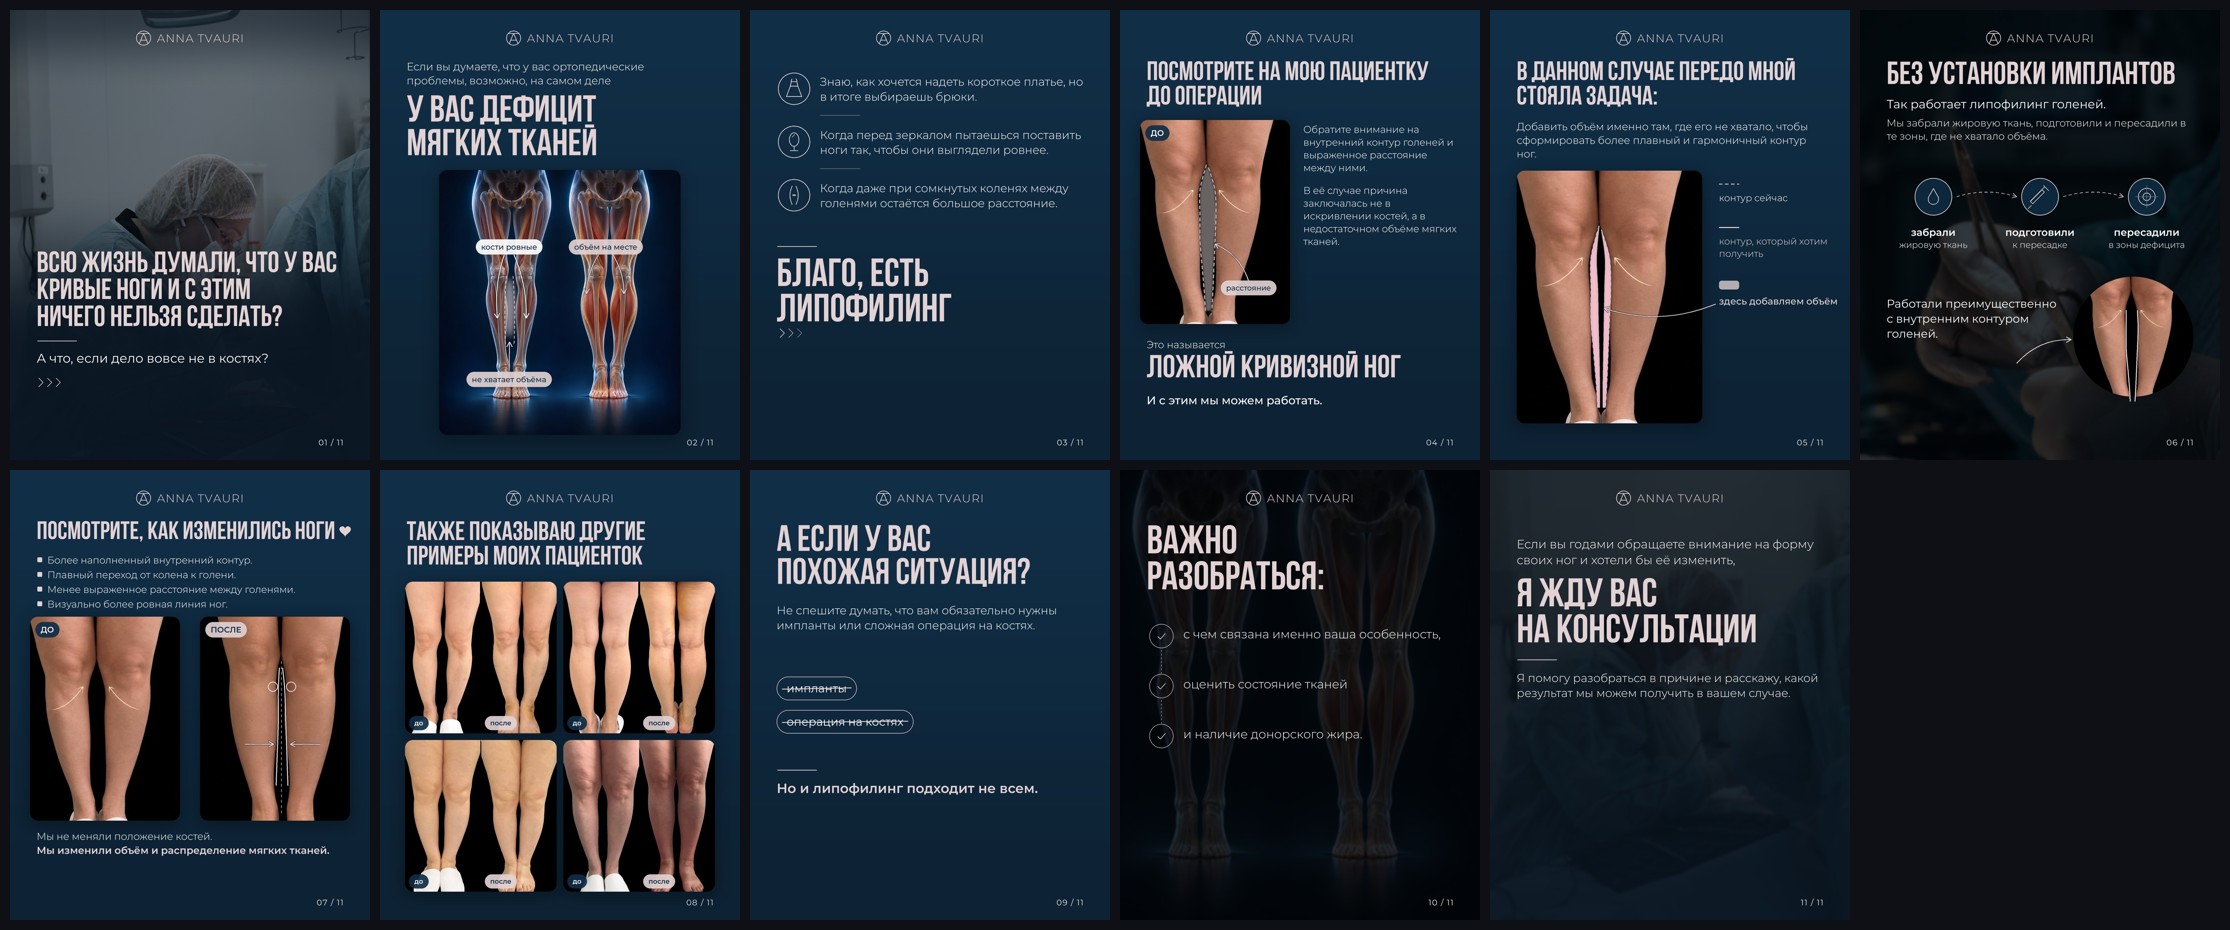 ANNA TVAURI
ВСЮ ЖИЗНЬ ДУМАЛИ, ЧТО У ВАС
КРИВЫЕ НОГИ И С ЭТИМ
НИЧЕГО НЕЛЬЗЯ СДЕЛАТЬ?
А что, если дело вовсе не в костях?
01 / 11
ANNA TVAURI
Если вы думаете, что у вас ортопедические
проблемы, возможно, на самом деле
У ВАС ДЕФИЦИТ
МЯГКИХ ТКАНЕЙ
кости ровные
объём на месте
не хватает объёма
02 / 11
ANNA TVAURI
Знаю, как хочется надеть короткое платье, но
в итоге выбираешь брюки.
Когда перед зеркалом пытаешься поставить
ноги так, чтобы они выглядели ровнее.
Когда даже при сомкнутых коленях между
голенями остаётся большое расстояние.
БЛАГО, ЕСТЬ
ЛИПОФИЛИНГ
03 / 11
ANNA TVAURI
ПОСМОТРИТЕ НА МОЮ ПАЦИЕНТКУ
ДО ОПЕРАЦИИ
ДО
расстояние
Обратите внимание на
внутренний контур голеней и
выраженное расстояние
между ними.
В её случае причина
заключалась не в
искривлении костей, а в
недостаточном объёме мягких
тканей.
Это называется
ЛОЖНОЙ КРИВИЗНОЙ НОГ
И с этим мы можем работать.
04 / 11
ANNA TVAURI
В ДАННОМ СЛУЧАЕ ПЕРЕДО МНОЙ
СТОЯЛА ЗАДАЧА:
Добавить объём именно там, где его не хватало, чтобы
сформировать более плавный и гармоничный контур
ног.
контур сейчас
контур, который хотим
получить
здесь добавляем объём
05 / 11
ANNA TVAURI
БЕЗ УСТАНОВКИ ИМПЛАНТОВ
Так работает липофилинг голеней.
Мы забрали жировую ткань, подготовили и пересадили в
те зоны, где не хватало объёма.
забрали
жировую ткань
подготовили
к пересадке
пересадили
в зоны дефицита
Работали преимущественно
с внутренним контуром
голеней.
06 / 11
ANNA TVAURI
ПОСМОТРИТЕ, КАК ИЗМЕНИЛИСЬ НОГИ ♥
Более наполненный внутренний контур.
Плавный переход от колена к голени.
Менее выраженное расстояние между голенями.
Визуально более ровная линия ног.
ДО
ПОСЛЕ
Мы не меняли положение костей.
Мы изменили объём и распределение мягких тканей.
07 / 11
ANNA TVAURI
ТАКЖЕ ПОКАЗЫВАЮ ДРУГИЕ
ПРИМЕРЫ МОИХ ПАЦИЕНТОК
до
после
до
после
до
после
до
после
08 / 11
ANNA TVAURI
А ЕСЛИ У ВАС
ПОХОЖАЯ СИТУАЦИЯ?
Не спешите думать, что вам обязательно нужны
импланты или сложная операция на костях.
импланты
операция на костях
Но и липофилинг подходит не всем.
09 / 11
ANNA TVAURI
ВАЖНО
РАЗОБРАТЬСЯ:
с чем связана именно ваша особенность,
оценить состояние тканей
и наличие донорского жира.
10 / 11
ANNA TVAURI
Если вы годами обращаете внимание на форму
своих ног и хотели бы её изменить,
Я ЖДУ ВАС
НА КОНСУЛЬТАЦИИ
Я помогу разобраться в причине и расскажу, какой
результат мы можем получить в вашем случае.
11 / 11